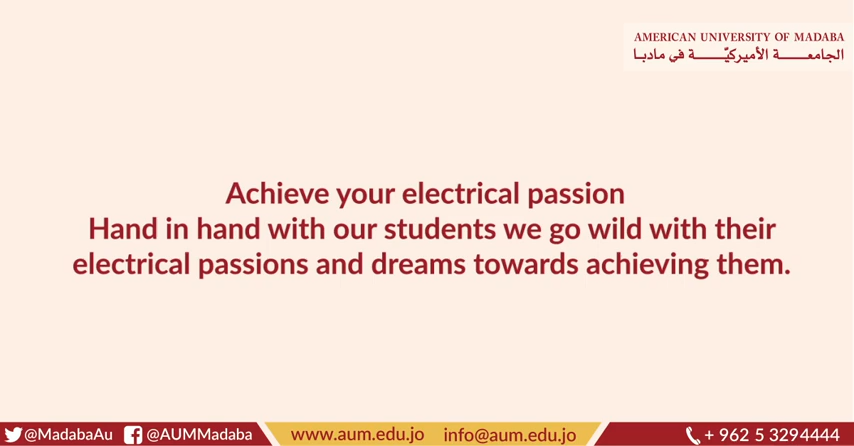 AMERICAN UNIVERSITY OF MADABA
الجامعـــــة الأميركيّـــــة في مادبـا
Achieve your electrical passion
Hand in hand with our students we go wild with their
electrical passions and dreams towards achieving them.
@MadabaAu @AUMMadaba www.aum.edu.jo info@aum.edu.jo + 962 5 3294444